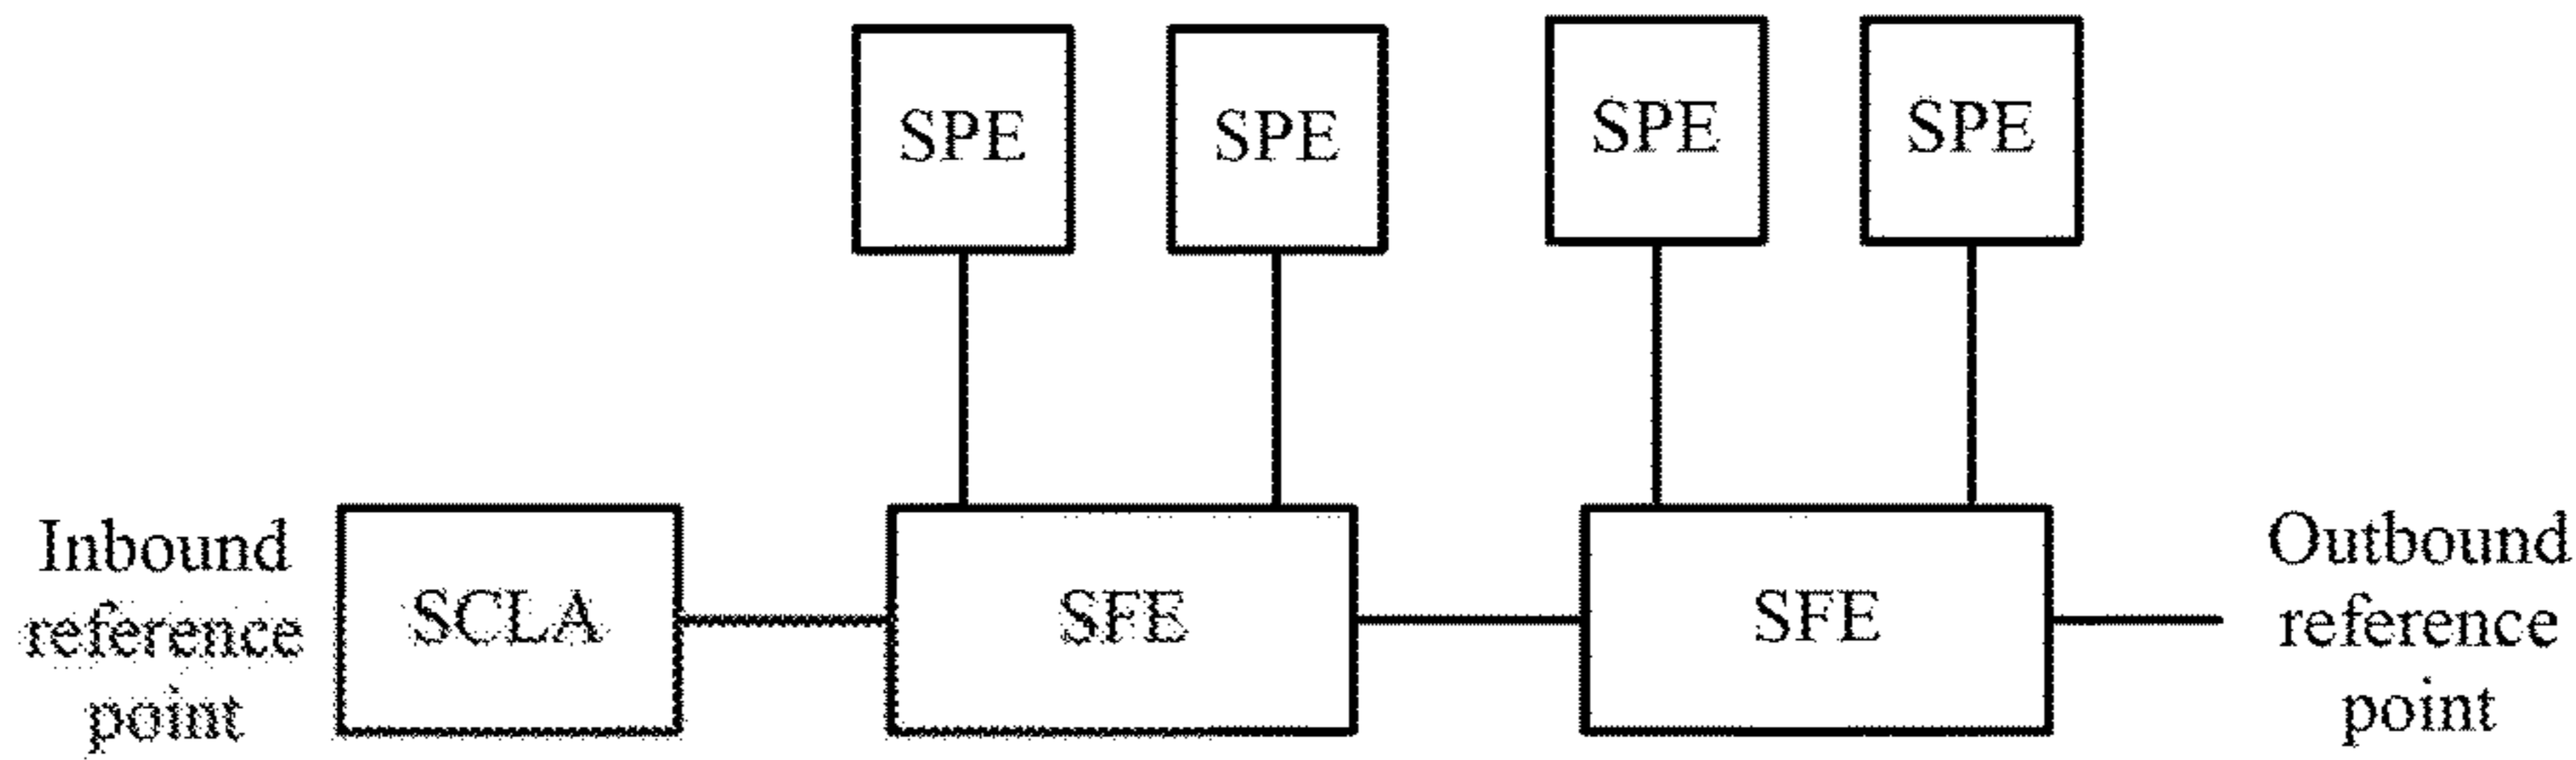 SPE
SPE
SPE
SPE
Inbound
reference
point
SCLA
SFE
SFE
Outbound
reference
point